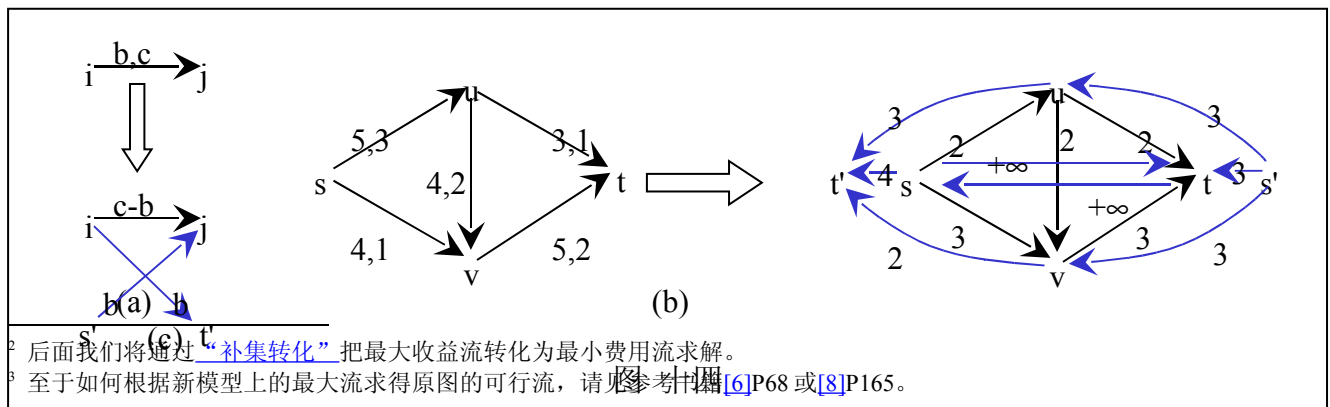 b,c
i j
u
5,3 3,1
s 4,2 t
4,1 5,2
v
c-b
i j
b b
(a)
s' t'
(c)
(b)
u
3 3
2 2 2
+∞
t' 4 s t 3 s'
+∞
3 3
2 3
v
2 后面我们将通过“补集转化”把最大收益流转化为最小费用流求解。
图 十四
3 至于如何根据新模型上的最大流求得原图的可行流，请见参考书籍[6]P68 或[8]P165。